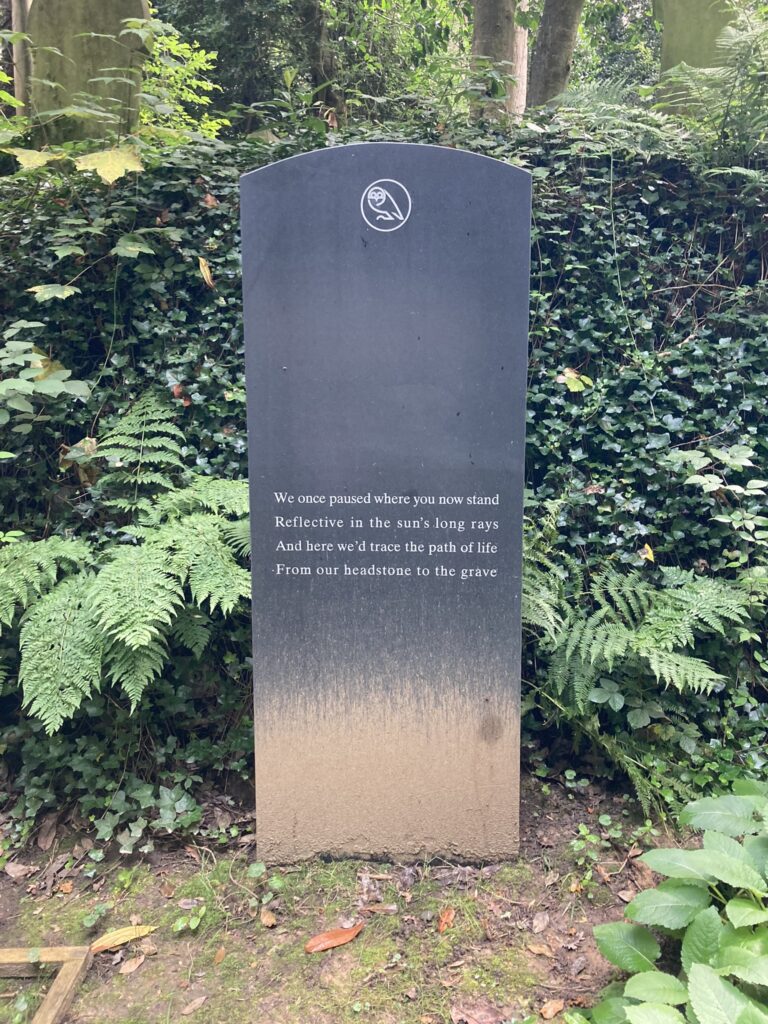 We once paused where you now stand
Reflective in the sun's long rays
And here we'd trace the path of life
From our headstone to the grave